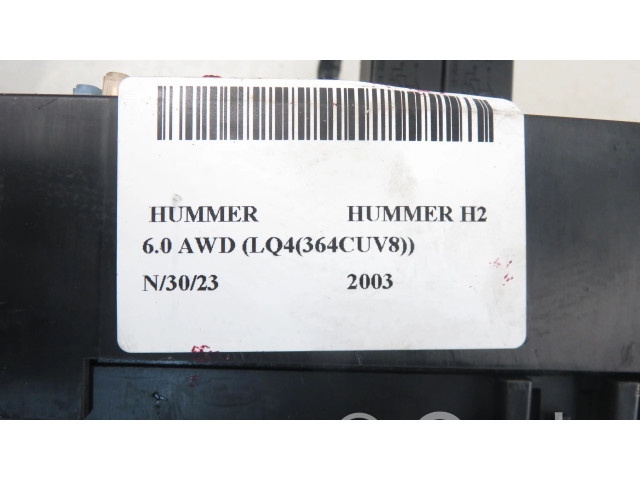 HUMMER HUMMER H2
6.0 AWD (LQ4(364CUV8))
N/30/23 2003